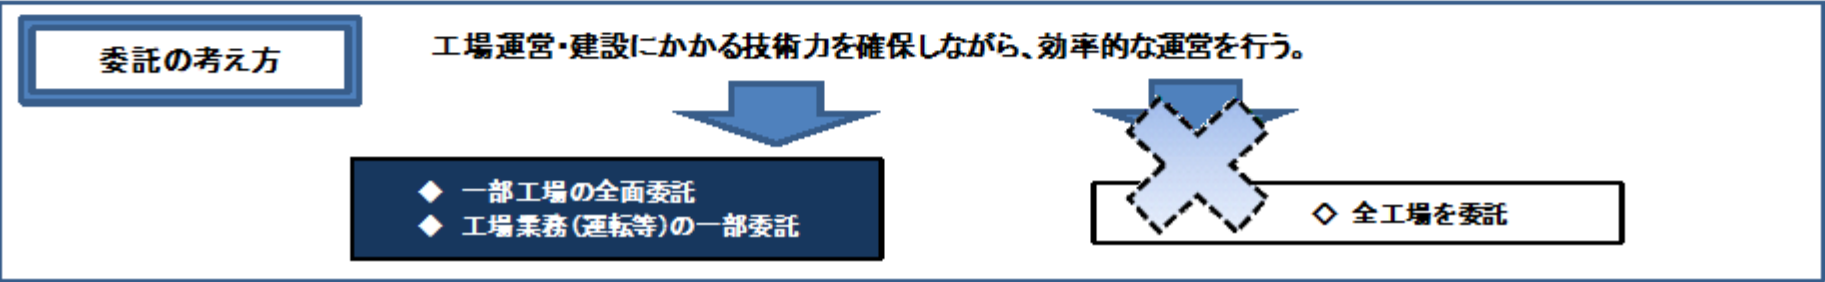 委託の考え方
工場運営・建設にかかる技術力を確保しながら、効率的な運営を行う。
◆ 一部工場の全面委託
◆ 工場業務(運転等)の一部委託
◇ 全工場を委託